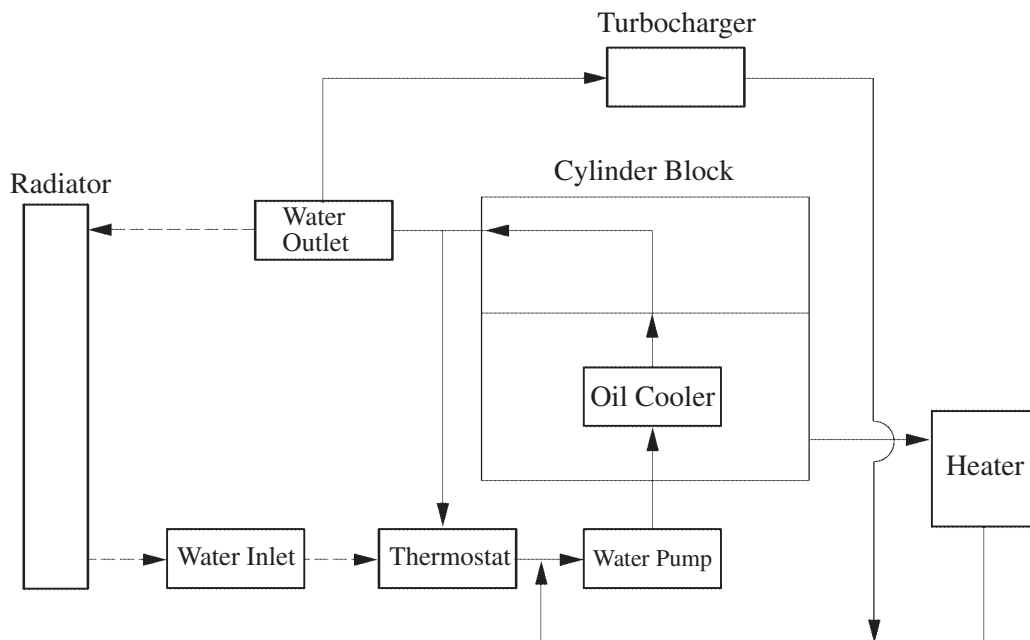 Turbocharger
Cylinder Block
Radiator
Water
Outlet
Oil Cooler
Heater
Water Inlet
Thermostat
Water Pump